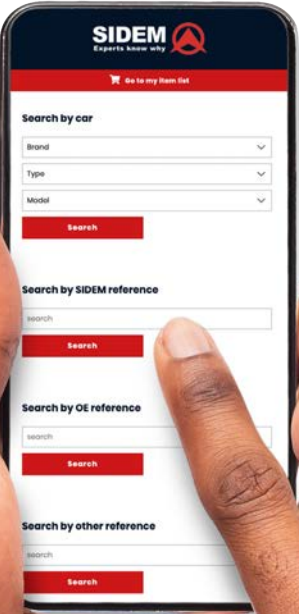 SIDEM
Experts know why
Go to my item list
Search by car
Brand
Type
Model
Search
Search by SIDEM reference
search
Search
Search by OE reference
search
Search
Search by other reference
search
Search